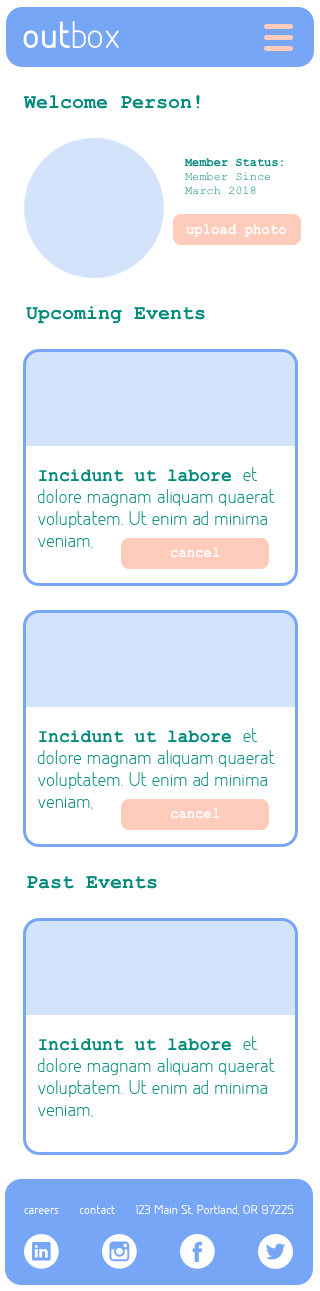 outbox
Welcome Person!
Member Status:
Member Since
March 2018
upload photo
Upcoming Events
Incidunt ut labore et
dolore magnam aliquam quaerat
voluptatem. Ut enim ad minima
veniam,
cancel
Incidunt ut labore et
dolore magnam aliquam quaerat
voluptatem. Ut enim ad minima
veniam,
cancel
Past Events
Incidunt ut labore et
dolore magnam aliquam quaerat
voluptatem. Ut enim ad minima
veniam,
careers contact 123 Main St. Portland, OR 97225